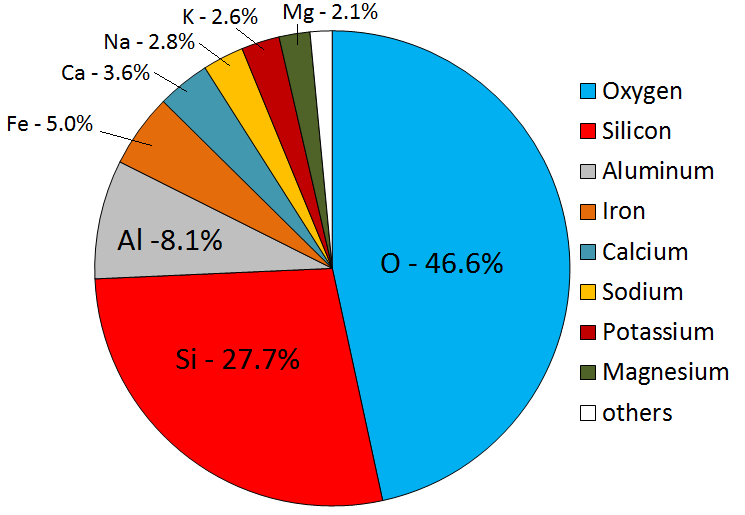 Mg - 2.1%
K - 2.6%
Na - 2.8%
Ca - 3.6%
Fe - 5.0%
Al -8.1%
O - 46.6%
Si - 27.7%
Oxygen
Silicon
Aluminum
Iron
Calcium
Sodium
Potassium
Magnesium
others